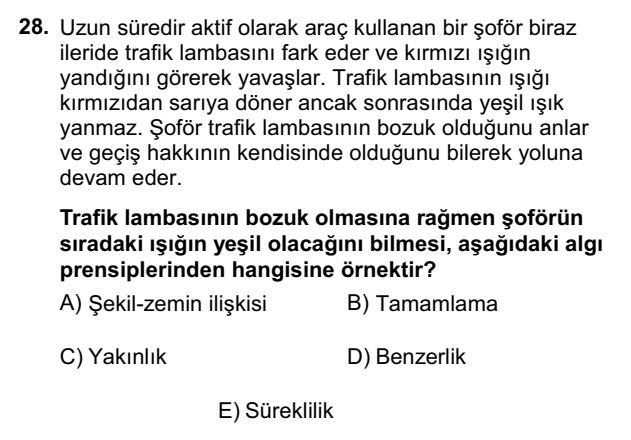 28. Uzun süredir aktif olarak araç kullanan bir şoför biraz
ileride trafik lambasını fark eder ve kırmızı ışığın
yandığını görerek yavaşlar. Trafik lambasının ışığı
kırmızıdan sarıya döner ancak sonrasında yeşil ışık
yanmaz. Şoför trafik lambasının bozuk olduğunu anlar
ve geçiş hakkının kendisinde olduğunu bilerek yoluna
devam eder.
Trafik lambasının bozuk olmasına rağmen şoförün
sıradaki ışığın yeşil olacağını bilmesi, aşağıdaki algı
prensiplerinden hangisine örnektir?
A) Şekil-zemin ilişkisi B) Tamamlama
C) Yakınlık D) Benzerlik
E) Süreklilik